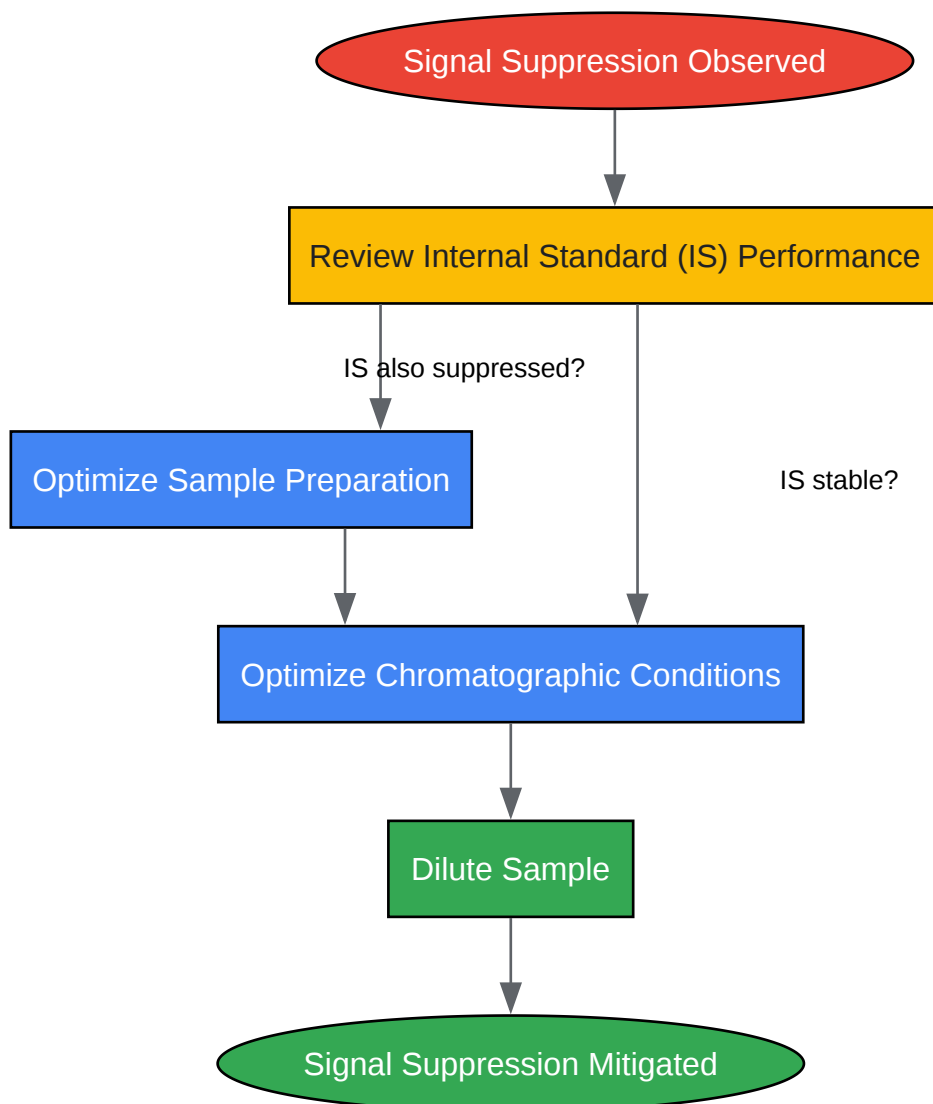 Signal Suppression Observed
Review Internal Standard (IS) Performance
IS also suppressed?
Optimize Sample Preparation
IS stable?
Optimize Chromatographic Conditions
Dilute Sample
Signal Suppression Mitigated